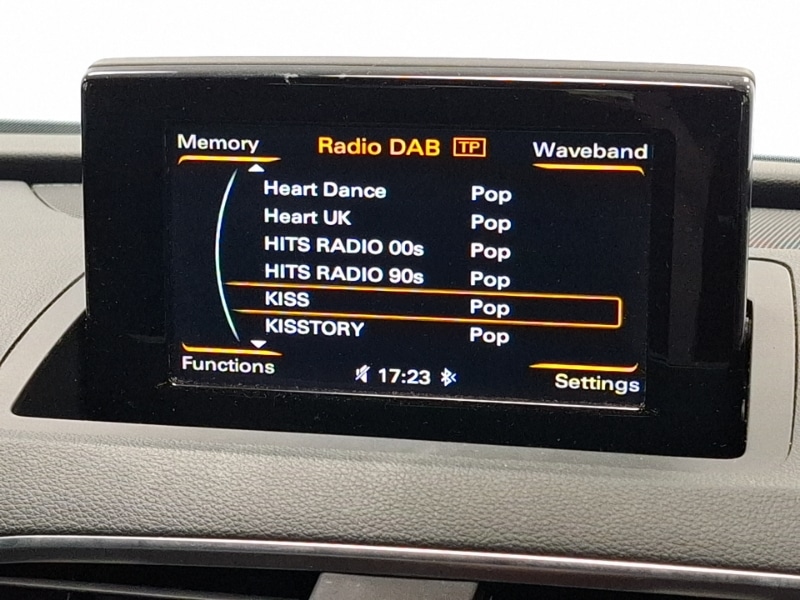 Memory Radio DAB TP Waveband
Heart Dance Pop
Heart UK Pop
HITS RADIO 00s Pop
HITS RADIO 90s Pop
KISS Pop
KISSTORY Pop
Functions 17:23 Settings